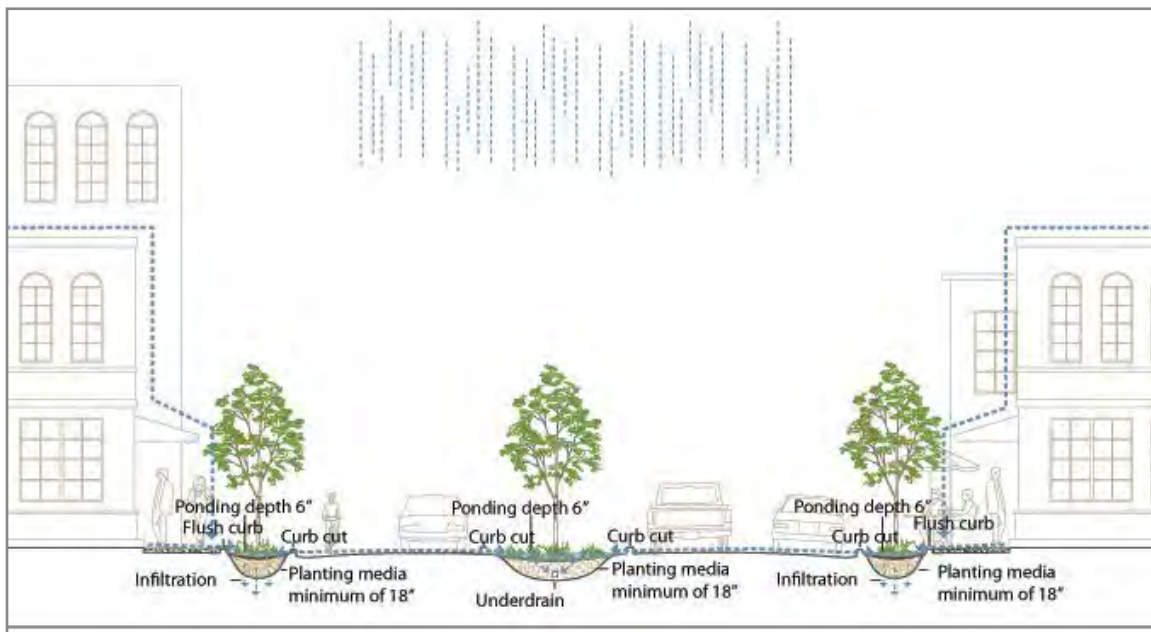 Ponding depth 6"
Flush curb
Curb cut
Infiltration
Planting media
minimum of 18"
Ponding depth 6"
Curb cut
Curb cut
Underdrain
Planting media
minimum of 18"
Ponding depth 6"
Flush curb
Curb cut
Infiltration
Planting media
minimum of 18"